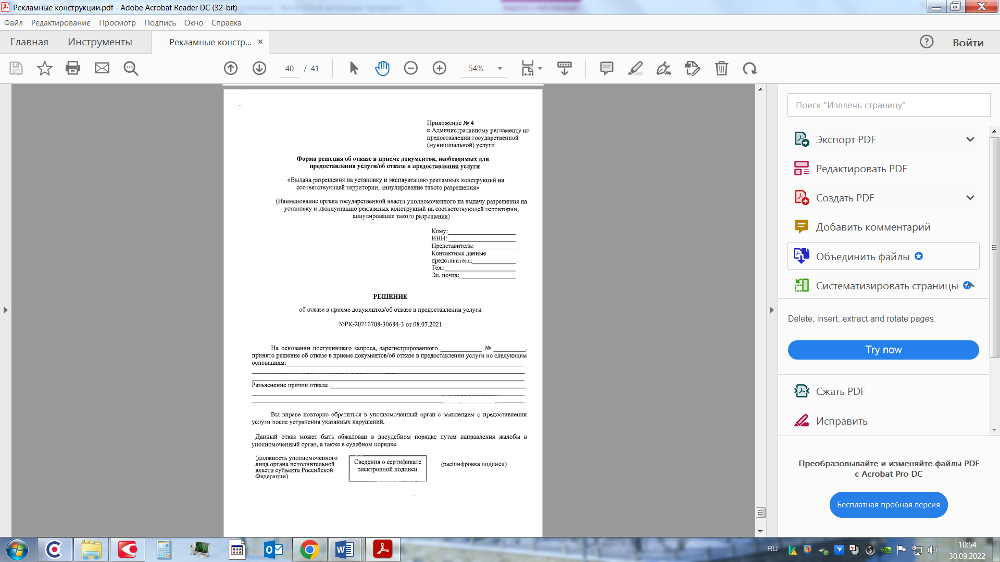 Рекламные конструкции.pdf - Adobe Acrobat Reader DC (32-bit)
Файл Редактирование Просмотр Подпись Окно Справка
Главная Инструменты Рекламные констр... × Войти
40 / 41 54%
Приложение № 4
к Административному регламенту по
предоставлении государственной
(муниципальной) услуги
Форма решения об отказе в приеме документов, необходимых для
предоставления услуги/об отказе в предоставлении услуги
«Выдача разрешения на установку и эксплуатацию рекламных конструкций на
соответствующей территории, аннулирование такого разрешения»
(Наименование органа государственной власти уполномоченного на выдачу разрешения на
установку и эксплуатацию рекламных конструкций на соответствующей территории,
аннулирование такого разрешения)
Кому:
ИНН:
Представитель:
Контактные данные
представителя:
Тел.:
Эл. почта:
РЕШЕНИЕ
об отказе в приеме документов/об отказе в предоставлении услуги
№РК-20210708-30684-3 от 08.07.2021
На основании поступившего запроса, зарегистрированного ____________ № __________,
принято решение об отказе в приеме документов/об отказе в предоставлении услуги по следующим
основаниям:
Разъяснение причин отказа:
Вы вправе повторно обратиться в уполномоченный орган с заявлением о предоставлении
услуги после устранения указанных нарушений.
Данный отказ может быть обжалован в досудебном порядке путем направления жалобы в
уполномоченный орган, а также в судебном порядке.
(должность уполномоченного
лица органа исполнительной
власти субъекта Российской
Федерации)
Сведения о сертификате
электронной подписи
(расшифровка подписи)
Поиск "Извлечь страницу"
Экспорт PDF
Редактировать PDF
Создать PDF
Добавить комментарий
Объединить файлы
Систематизировать страницы
Delete, insert, extract and rotate pages.
Try now
Сжать PDF
Исправить
Преобразовывайте и изменяйте файлы PDF
с Acrobat Pro DC
Бесплатная пробная версия
RU
10:54
30.09.2022